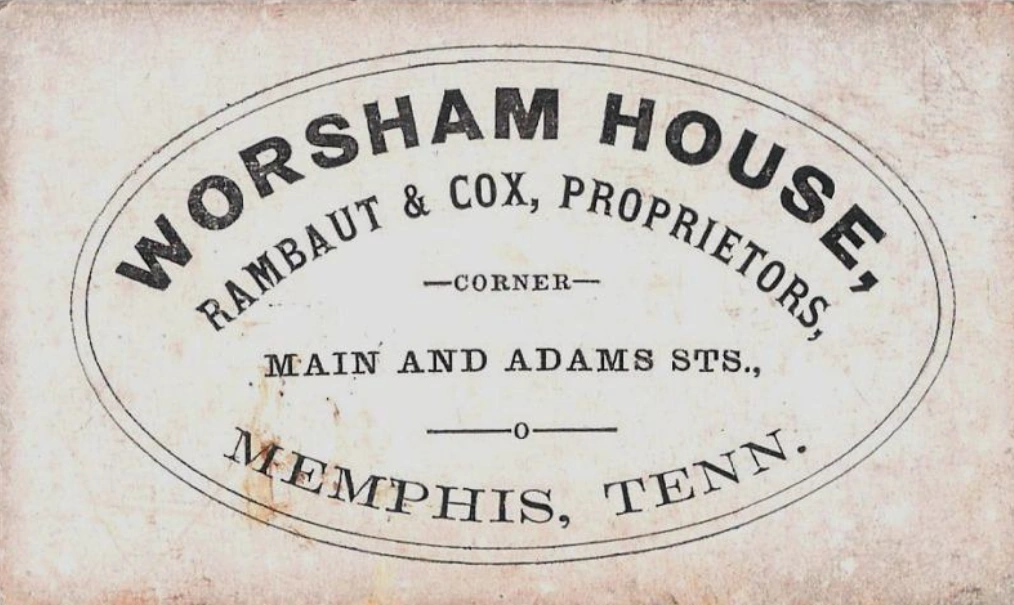 WORSHAM HOUSE,
RAMBAUT & COX, PROPRIETORS,
—CORNER—
MAIN AND ADAMS STS.,
——o——
MEMPHIS, TENN.